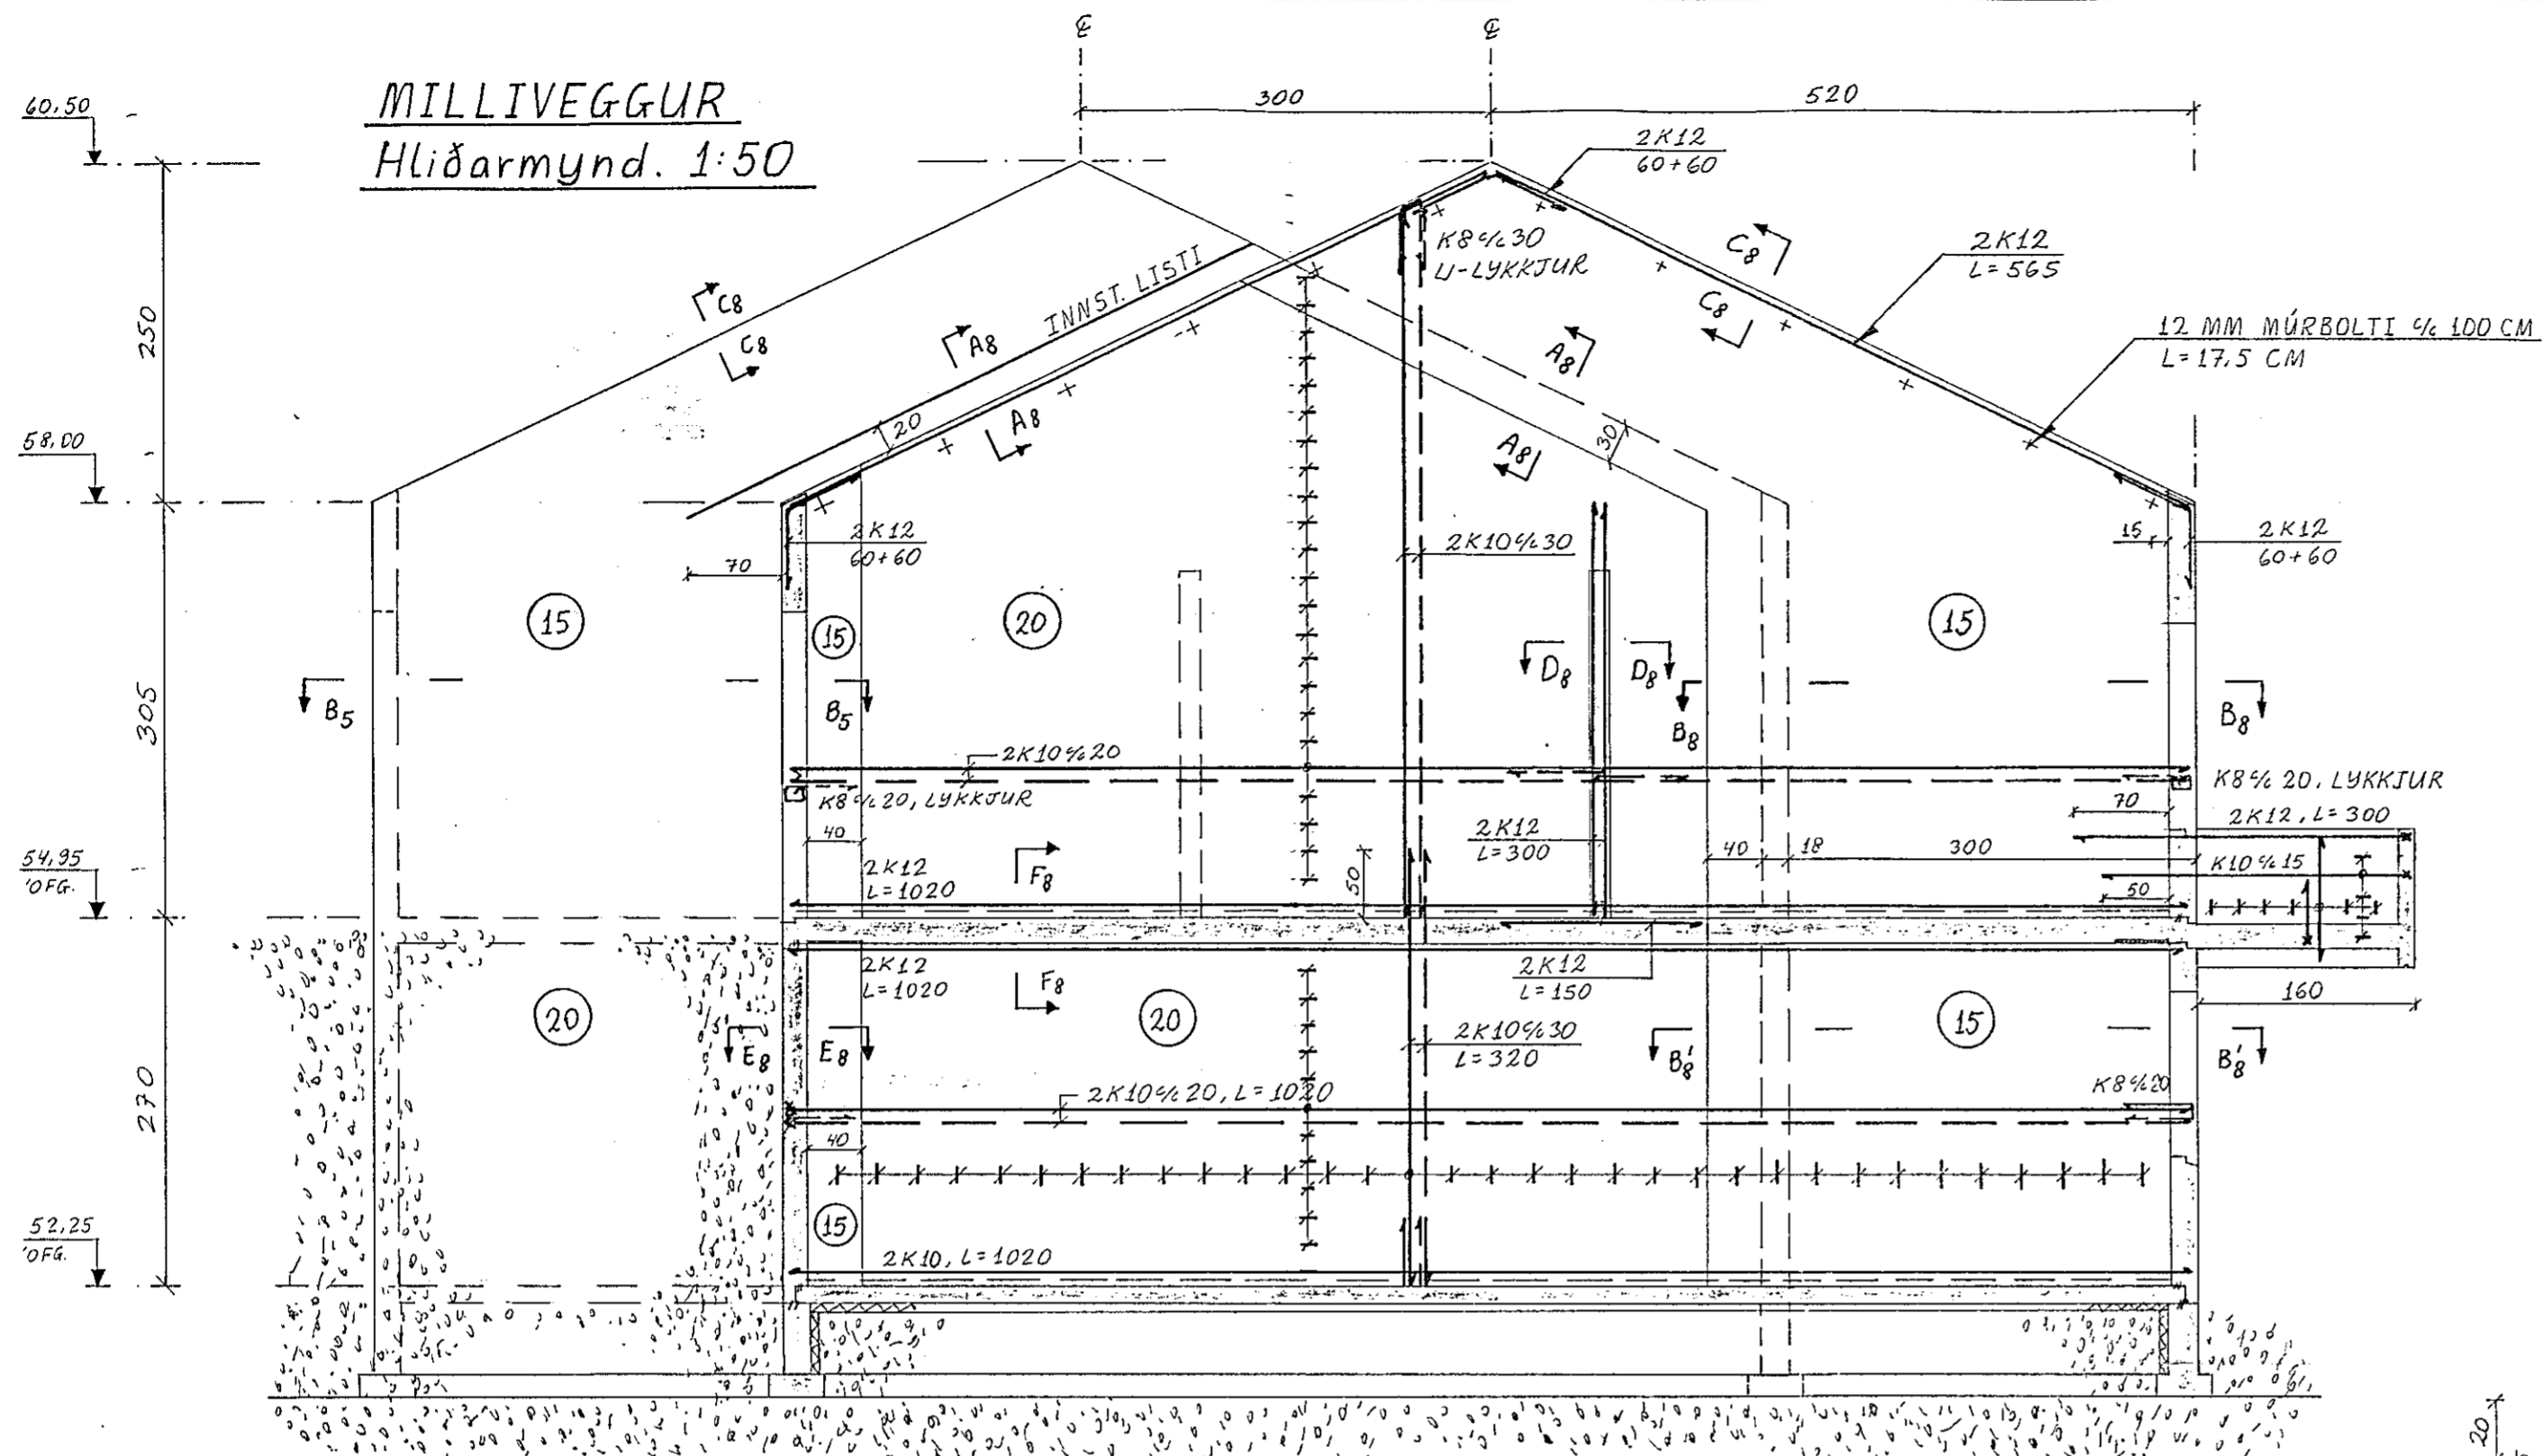 MILLIVEGGUR
Hliðarmynd. 1:50
60.50
58,00
54,95
'OFG.
52,25
'OFG.
250
305
270
℄
℄
300
520
2K12
60+60
K8 c/c 30
U-LYKKJUR
C8
C8
2K12
L=565
12 MM MÚRBOLTI c/c 100 CM
L=17,5 CM
C8
C8
A8
INNST. LISTI
A8
20
A8
A8
30
2K12
60+60
70
2K10 c/c 30
15
2K12
60+60
15
15
20
15
D8
D8
B5
B5
B8
B8
2K10 c/c 20
K8 c/c 20, LYKKJUR
K8 c/c 20, LYKKJUR
70
2K12, L=300
40
2K12
L=1020
F8
2K12
L=300
50
40
18
300
K10 c/c 15
50
2K12
L=1020
F8
2K12
L=150
160
20
20
15
E8
E8
2K10 c/c 30
L=320
B'8
B'8
2K10 c/c 20, L=1020
K8 c/c 20
40
15
2K10, L=1020
20